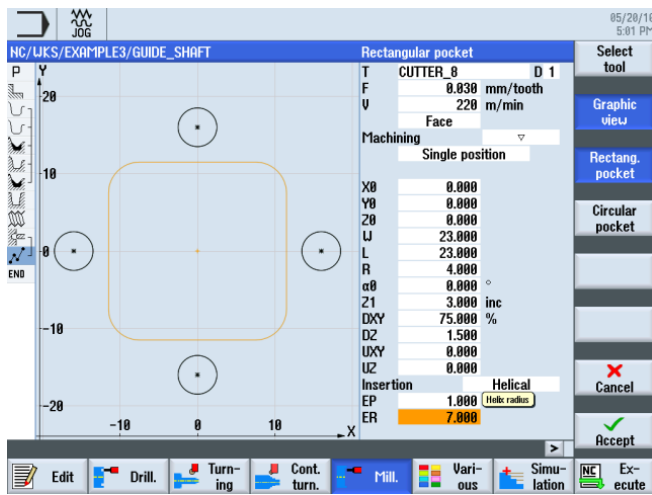 JOG
05/20/10
5:01 PM
NC/WKS/EXAMPLE3/GUIDE_SHAFT
Rectangular pocket
Select tool
P
Y
T CUTTER_8 D 1
F 0.030 mm/tooth
V 220 m/min
Face
Machining ▽
Single position
X0 0.000
Y0 0.000
Z0 0.000
W 23.000
L 23.000
R 4.000
α0 0.000 °
Z1 3.000 inc
DXY 75.000 %
DZ 1.500
UXY 0.000
UZ 0.000
Insertion Helical
EP 1.000 Helix radius
ER 7.000
20
10
0
-10
-20
-10 0 10 X
END
Graphic view
Rectang. pocket
Circular pocket
Cancel
Accept
>
Edit
Drill.
Turn-
ing
Cont.
turn.
Mill.
Vari-
ous
Simu-
lation
NC
Ex-
ecute